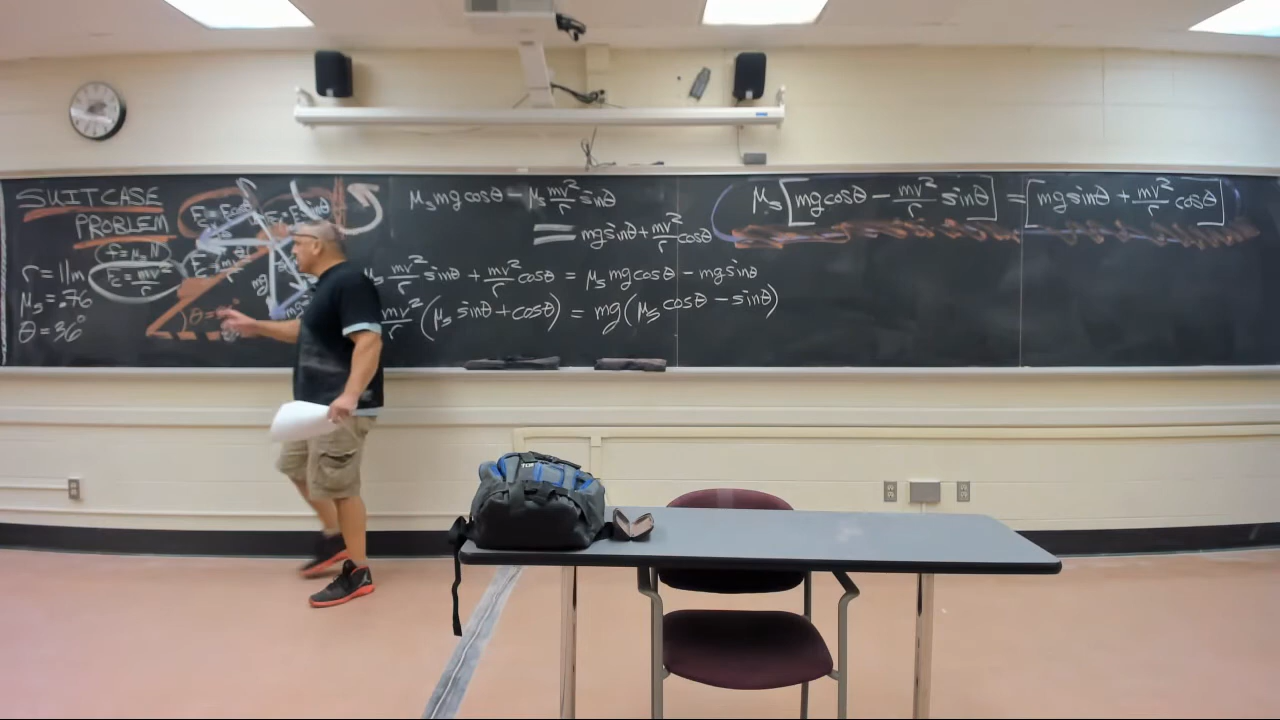 SUITCASE
PROBLEM
f = μₛ n
F_c = mv²/r
r = 11m
μₛ = .76
θ = 36°
mg
θ =
μₛ mg cosθ − μₛ mv²/r sinθ
= mg sinθ + mv²/r cosθ
μₛ mv²/r sinθ + mv²/r cosθ = μₛ mg cosθ − mg sinθ
mv²/r (μₛ sinθ + cosθ) = mg (μₛ cosθ − sinθ)
μₛ [mg cosθ − mv²/r sinθ] = [mg sinθ + mv²/r cosθ]